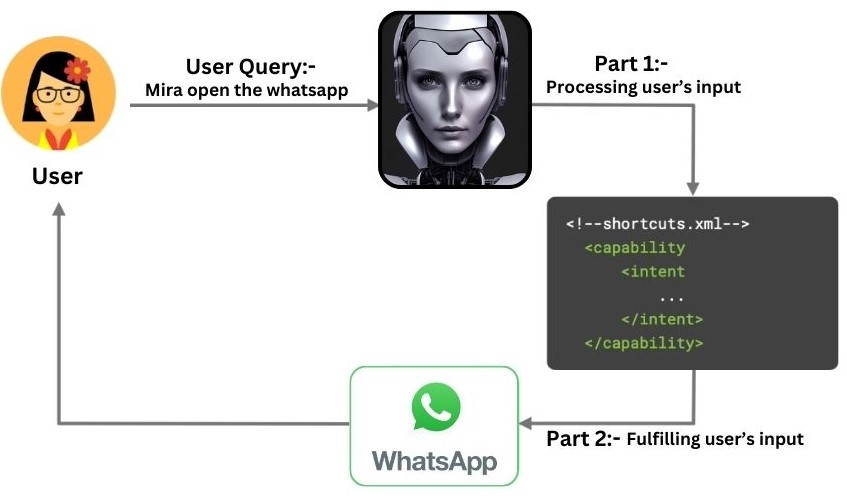 User Query:-
Mira open the whatsapp
User
Part 1:-
Processing user's input
<!--shortcuts.xml-->
<capability
<intent
...
</intent>
</capability>
Part 2:- Fulfilling user's input
WhatsApp